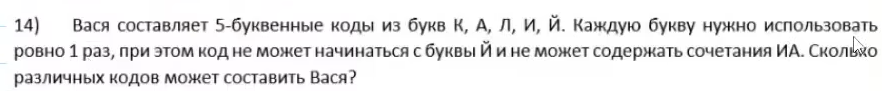 14) Вася составляет 5-буквенные коды из букв К, А, Л, И, Й. Каждую букву нужно использовать
ровно 1 раз, при этом код не может начинаться с буквы Й и не может содержать сочетания ИА. Сколько
различных кодов может составить Вася?